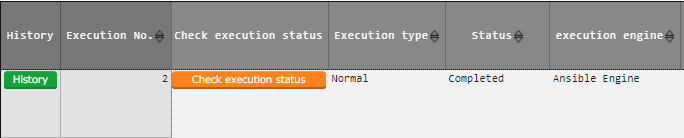 History Execution No. Check execution status Execution type Status execution engine
History 2 Check execution status Normal Completed Ansible Engine